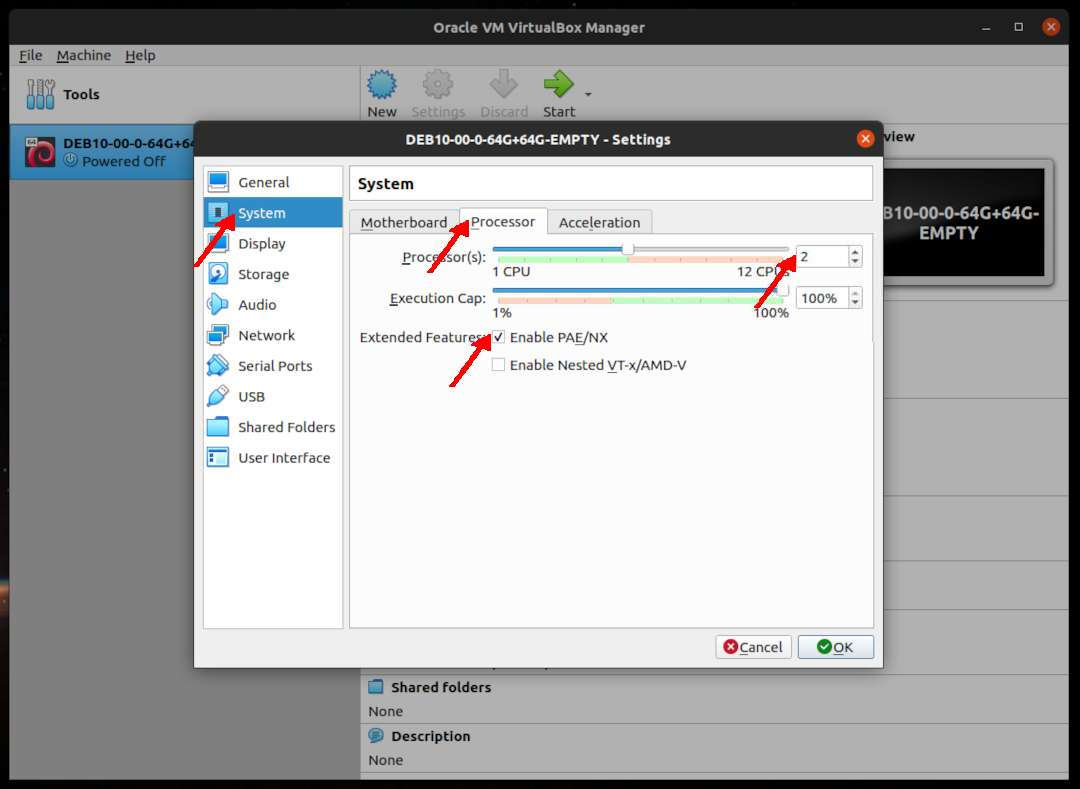 Oracle VM VirtualBox Manager
File Machine Help
Tools
New Settings Discard Start
DEB10-00-0-64G+64
Powered Off
view
B10-00-0-64G+64G-
EMPTY
DEB10-00-0-64G+64G-EMPTY - Settings
General
System
Display
Storage
Audio
Network
Serial Ports
USB
Shared Folders
User Interface
System
Motherboard Processor Acceleration
Processor(s): 2
1 CPU 12 CPUs
Execution Cap: 100%
1% 100%
Extended Features: Enable PAE/NX
Enable Nested VT-x/AMD-V
Cancel OK
Shared folders
None
Description
None